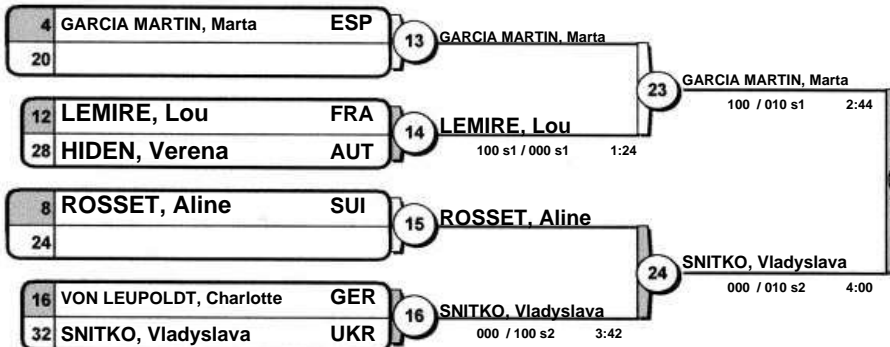 4 GARCIA MARTIN, Marta ESP
20
13
GARCIA MARTIN, Marta
12 LEMIRE, Lou FRA
28 HIDEN, Verena AUT
14
LEMIRE, Lou
100 s1 / 000 s1 1:24
23
GARCIA MARTIN, Marta
100 / 010 s1 2:44
8 ROSSET, Aline SUI
24
15
ROSSET, Aline
16 VON LEUPOLDT, Charlotte GER
32 SNITKO, Vladyslava UKR
16
SNITKO, Vladyslava
000 / 100 s2 3:42
24
SNITKO, Vladyslava
000 / 010 s2 4:00